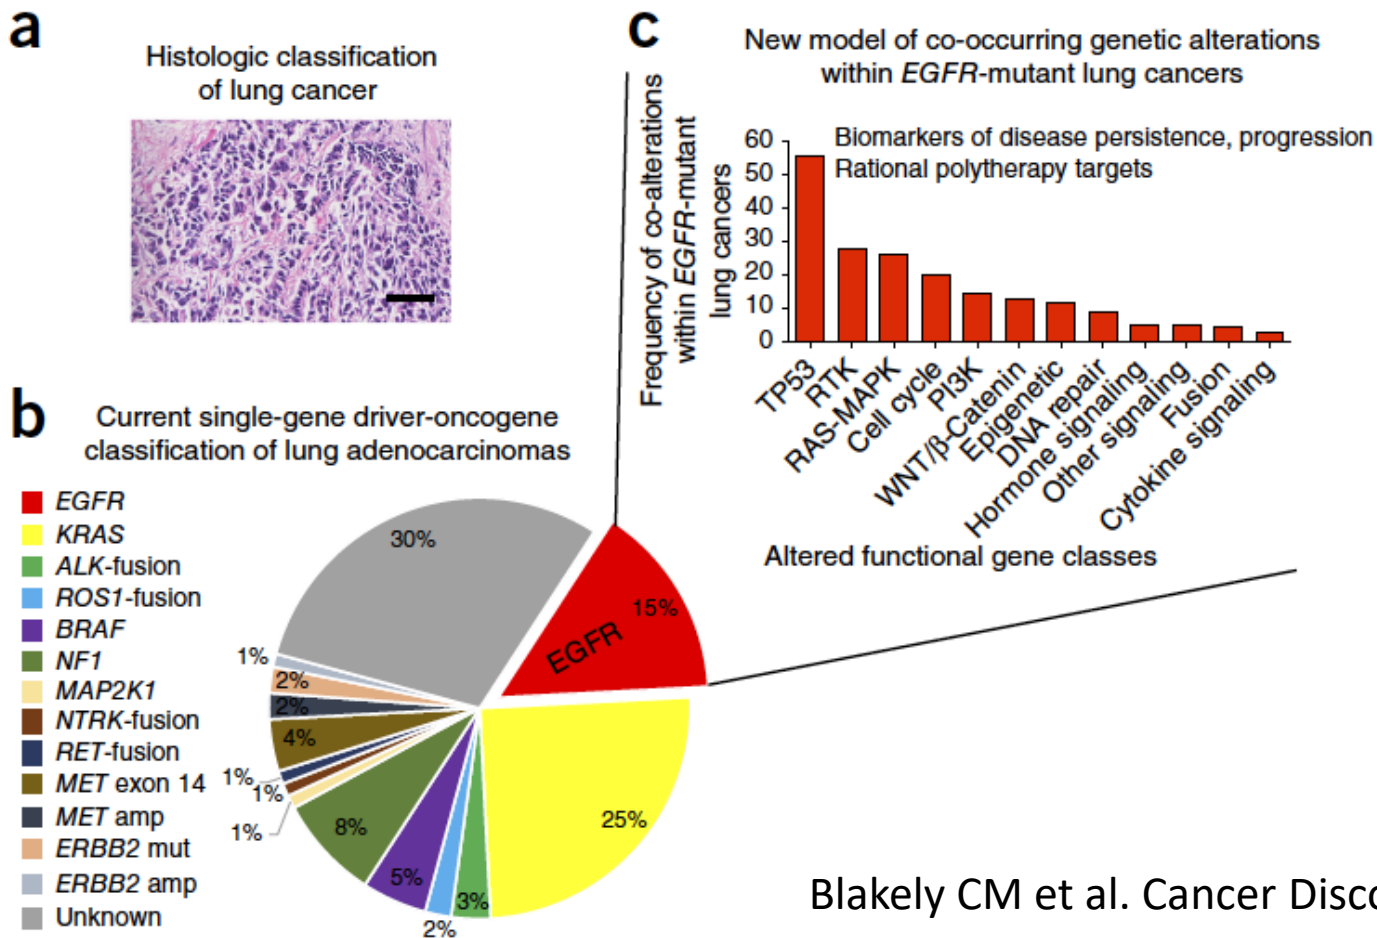 a
Histologic classification
of lung cancer
b
Current single-gene driver-oncogene
classification of lung adenocarcinomas
EGFR
KRAS
ALK-fusion
ROS1-fusion
BRAF
NF1
MAP2K1
NTRK-fusion
RET-fusion
MET exon 14
MET amp
ERBB2 mut
ERBB2 amp
Unknown
30%
15%
EGFR
25%
3%
2%
5%
8%
1%
1%
1%
4%
2%
2%
1%
c
New model of co-occurring genetic alterations
within EGFR-mutant lung cancers
Frequency of co-alterations
within EGFR-mutant
lung cancers
60
50
40
30
20
10
0
Biomarkers of disease persistence, progression
Rational polytherapy targets
TP53
RTK
RAS-MAPK
Cell cycle
PI3K
WNT/β-Catenin
Epigenetic
DNA repair
Hormone signaling
Other signaling
Fusion
Cytokine signaling
Altered functional gene classes
Blakely CM et al. Cancer Disco